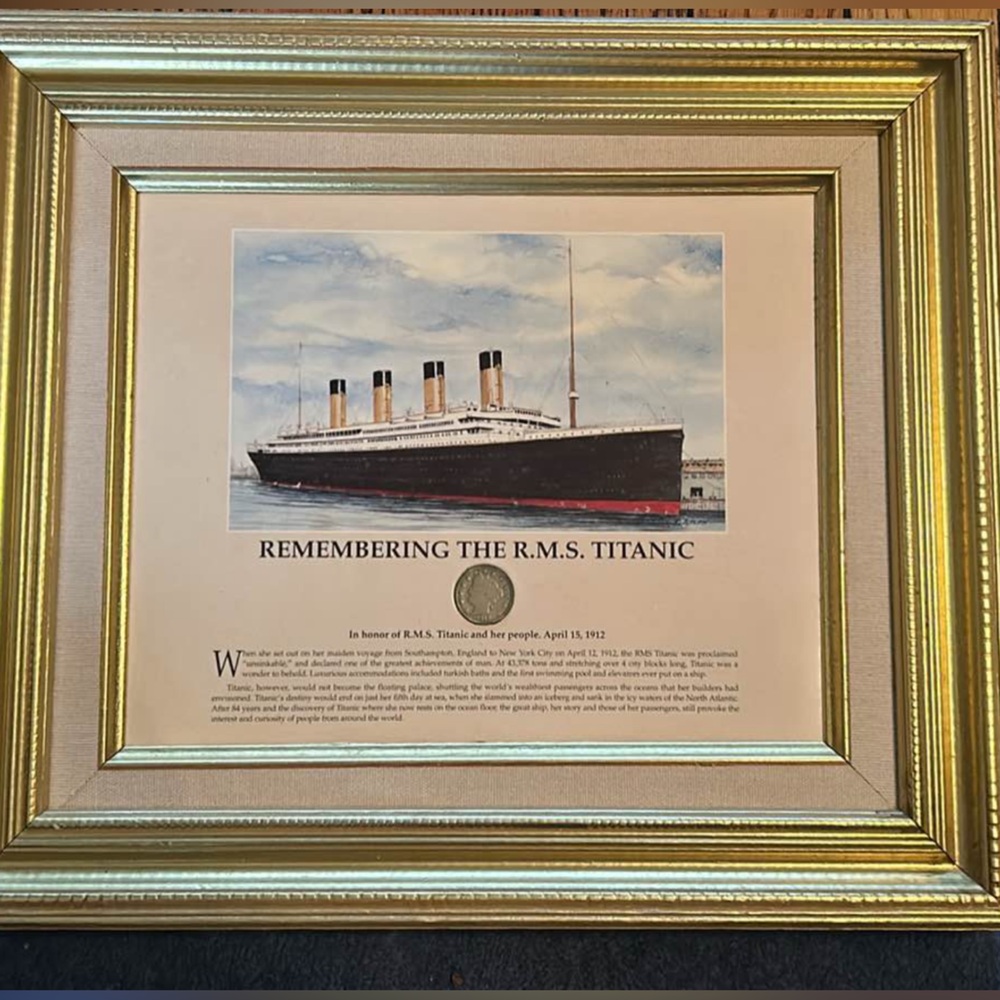 REMEMBERING THE R.M.S. TITANIC
In honor of R.M.S. Titanic and her people. April 15, 1912
When she set out on her maiden voyage from Southampton, England to New York City on April 12, 1912, the RMS Titanic was proclaimed
"unsinkable," and declared one of the greatest achievements of man. At 43,378 tons and stretching over 4 city blocks long, Titanic was a
wonder to behold. Luxurious accommodations included turkish baths and the first swimming pool and elevators ever put on a ship.
Titanic, however, would not become the floating palace, shuttling the world's wealthiest passengers across the oceans that her builders had
envisioned. Titanic's destiny would end on just her fifth day at sea, when she slammed into an iceberg and sank in the icy waters of the North Atlantic.
After 84 years and the discovery of Titanic where she now rests on the ocean floor, the great ship, her story and those of her passengers, still provoke the
interest and curiosity of people from around the world.